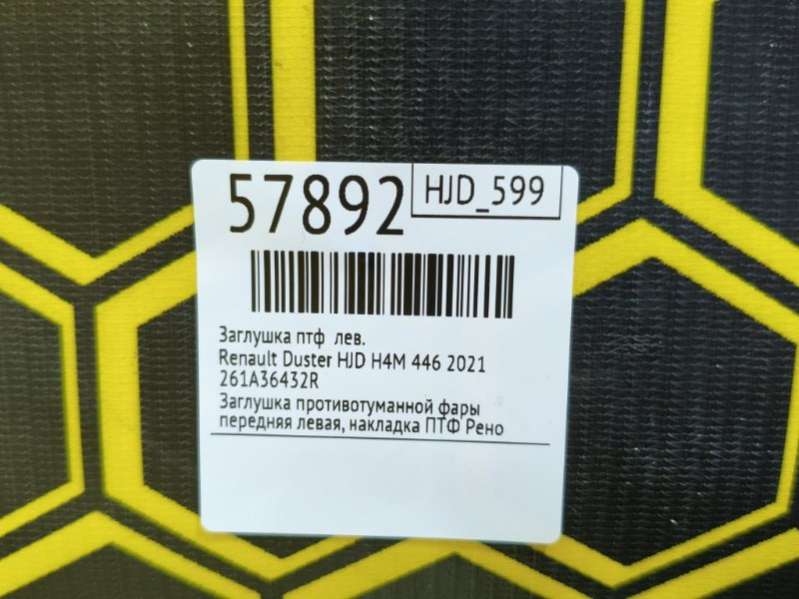 57892
HJD_599
Заглушка птф лев.
Renault Duster HJD H4M 446 2021
261A36432R
Заглушка противотуманной фары
передняя левая, накладка ПТФ Рено